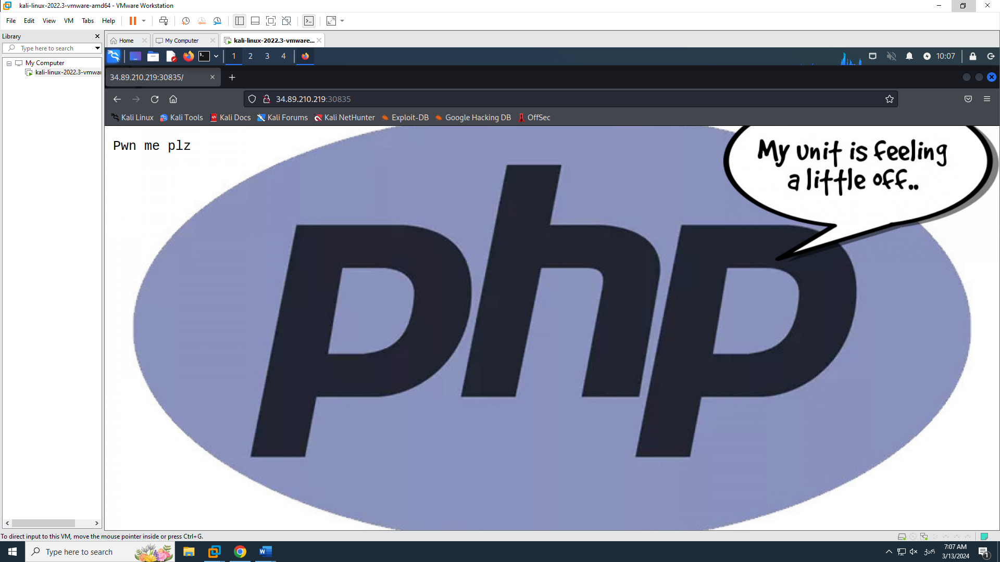 kali-linux-2022.3-vmware-amd64 - VMware Workstation
File Edit View VM Tabs Help
Library
Type here to search
My Computer
kali-linux-2022.3-vmwar
Home My Computer kali-linux-2022.3-vmware...
1 2 3 4 10:07
34.89.210.219:30835/
34.89.210.219:30835
Kali Linux Kali Tools Kali Docs Kali Forums Kali NetHunter Exploit-DB Google Hacking DB OffSec
Pwn me plz
My unit is feeling
a little off..
php
To direct input to this VM, move the mouse pointer inside or press Ctrl+G.
Type here to search
ქარ
7:07 AM
3/13/2024
1